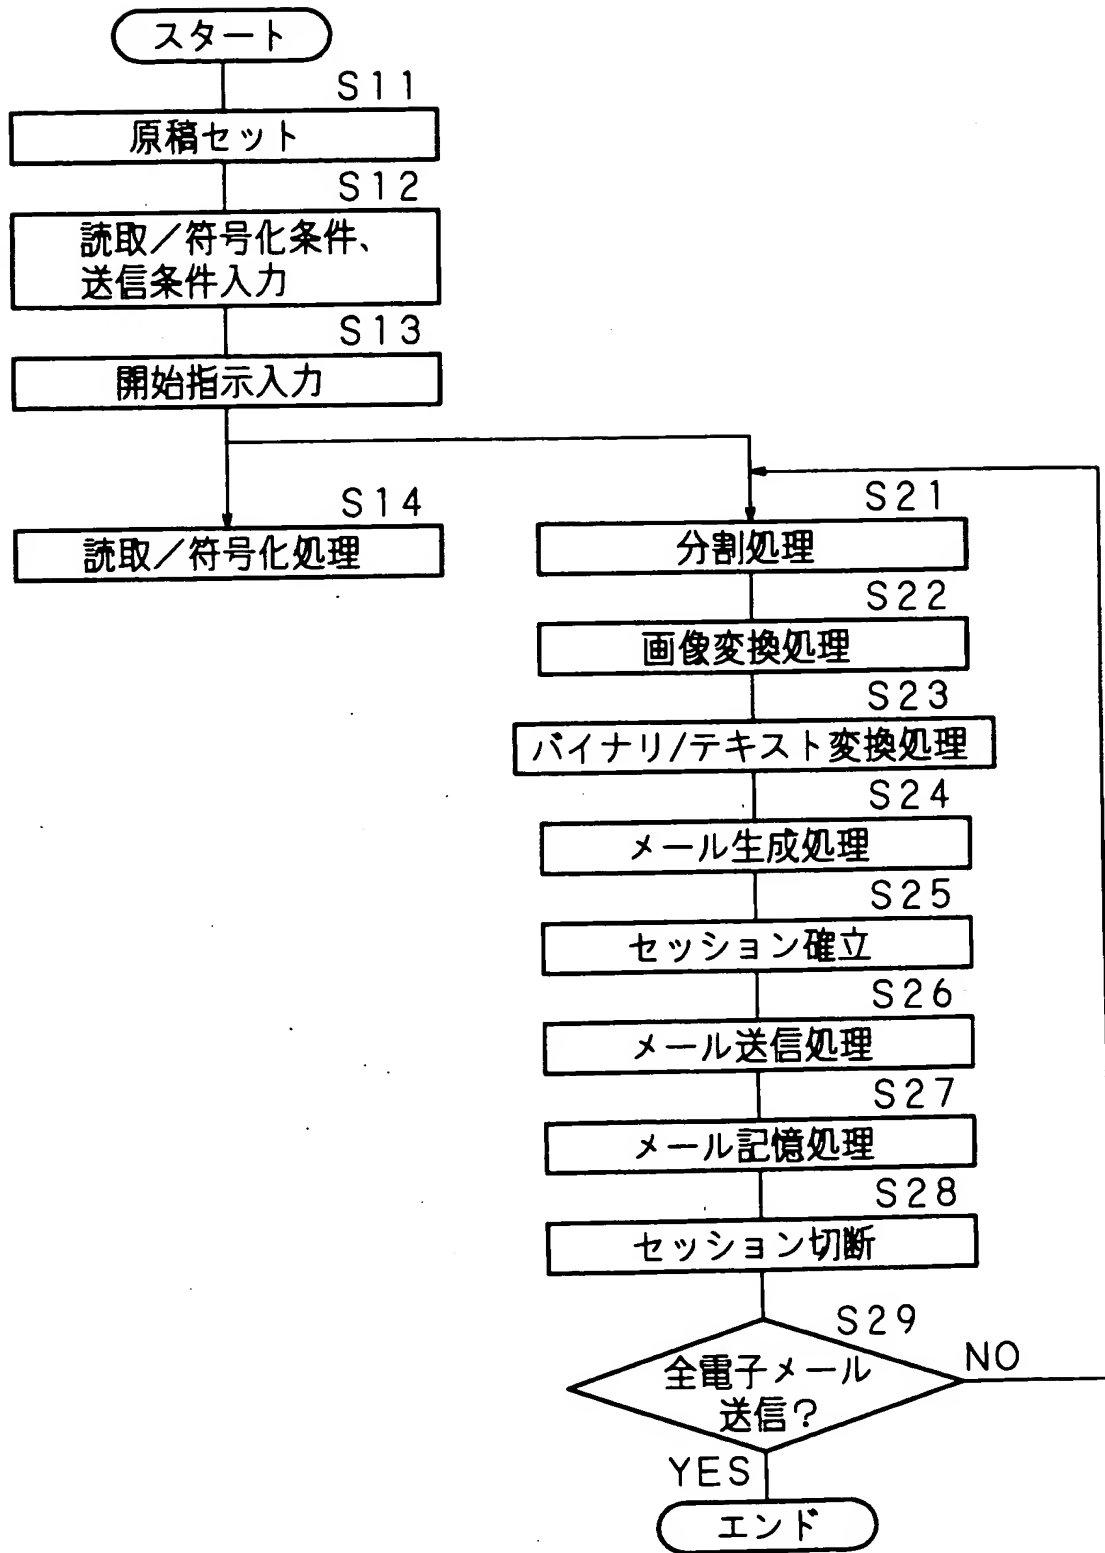 スタート
S11
原稿セット
S12
読取／符号化条件、
送信条件入力
S13
開始指示入力
S14
読取／符号化処理
S21
分割処理
S22
画像変換処理
S23
バイナリ/テキスト変換処理
S24
メール生成処理
S25
セッション確立
S26
メール送信処理
S27
メール記憶処理
S28
セッション切断
S29
全電子メール
送信?
NO
YES
エンド